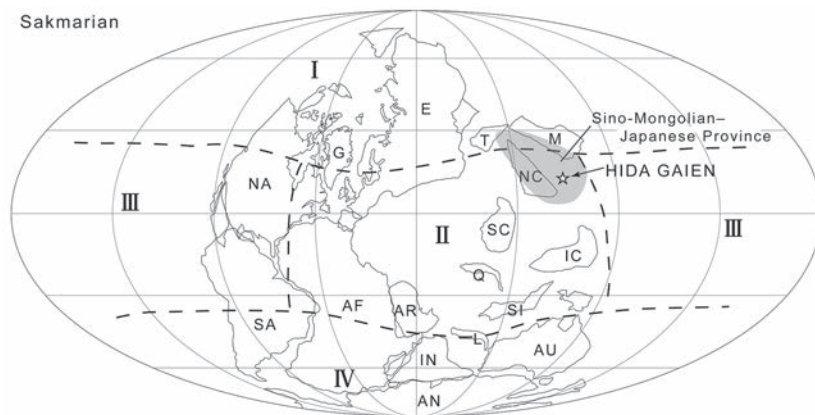 Sakmarian
I
E
Sino-Mongolian–
Japanese Province
T
M
G
HIDA GAIEN
NA
NC
III
II
SC
III
IC
Q
AF
AR
SI
SA
L
AU
IN
IV
AN